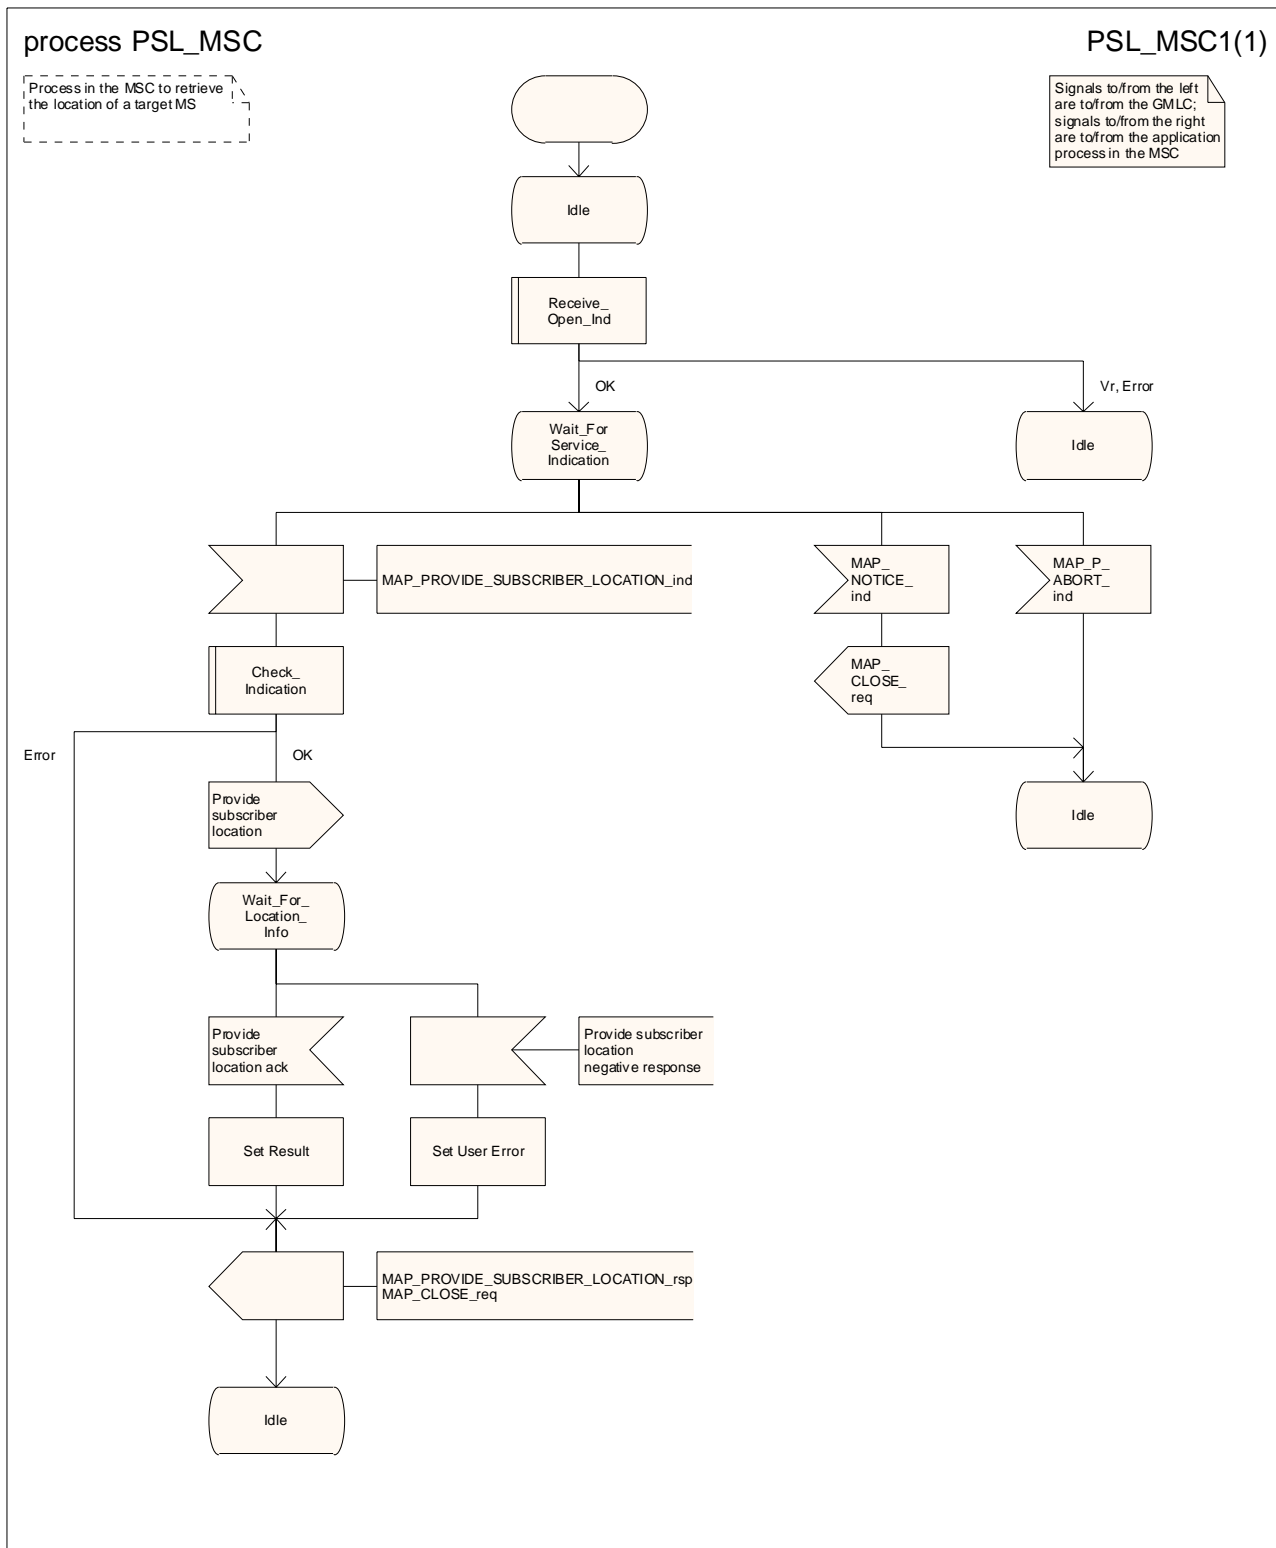 process PSL_MSC
PSL_MSC1(1)
Process in the MSC to retrieve
the location of a target MS
Signals to/from the left
are to/from the GMLC;
signals to/from the right
are to/from the application
process in the MSC
Idle
Receive_
Open_Ind
OK
Vr, Error
Wait_For
Service_
Indication
Idle
MAP_PROVIDE_SUBSCRIBER_LOCATION_ind
MAP_
NOTICE_
ind
MAP_P_
ABORT_
ind
Check_
Indication
MAP_
CLOSE_
req
Error
OK
Provide
subscriber
location
Idle
Wait_For_
Location_
Info
Provide
subscriber
location ack
Provide subscriber
location
negative response
Set Result
Set User Error
MAP_PROVIDE_SUBSCRIBER_LOCATION_rsp
MAP_CLOSE_req
Idle